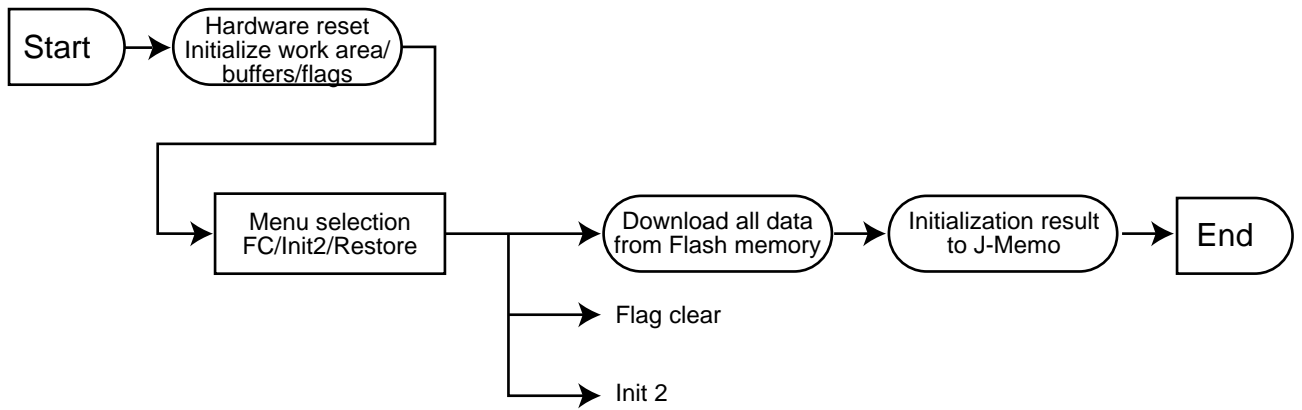 Start
Hardware reset
Initialize work area/
buffers/flags
Menu selection
FC/Init2/Restore
Download all data
from Flash memory
Initialization result
to J-Memo
End
Flag clear
Init 2